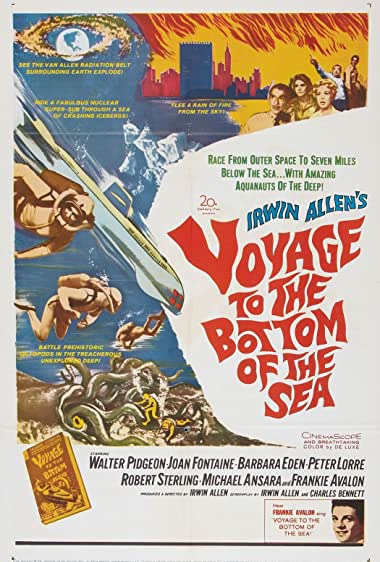 SEE THE VAN ALLEN RADIATION BELT
SURROUNDING EARTH EXPLODE!
RIDE A FABULOUS NUCLEAR
SUPER-SUB THROUGH A SEA
OF CRASHING ICEBERGS!
FLEE A RAIN OF FIRE
FROM THE SKY!
RACE FROM OUTER SPACE TO SEVEN MILES
BELOW THE SEA...WITH AMAZING
AQUANAUTS OF THE DEEP!
20th
IRWIN ALLEN'S
VOYAGE
TO THE
BOTTOM
OF THE
SEA
BATTLE PREHISTORIC
OCTOPODS IN THE TREACHEROUS
UNEXPLORED DEEP!
CINEMASCOPE
AND BREATHTAKING
COLOR BY DE LUXE
VOYAGE
TO THE
BOTTOM
STARRING
WALTER PIDGEON·JOAN FONTAINE·BARBARA EDEN·PETER LORRE
ROBERT STERLING·MICHAEL ANSARA and FRANKIE AVALON
PRODUCED & DIRECTED BY IRWIN ALLEN SCREENPLAY BY IRWIN ALLEN and CHARLES BENNETT
Hear
FRANKIE AVALON sing
"VOYAGE TO THE
BOTTOM OF
THE SEA!"